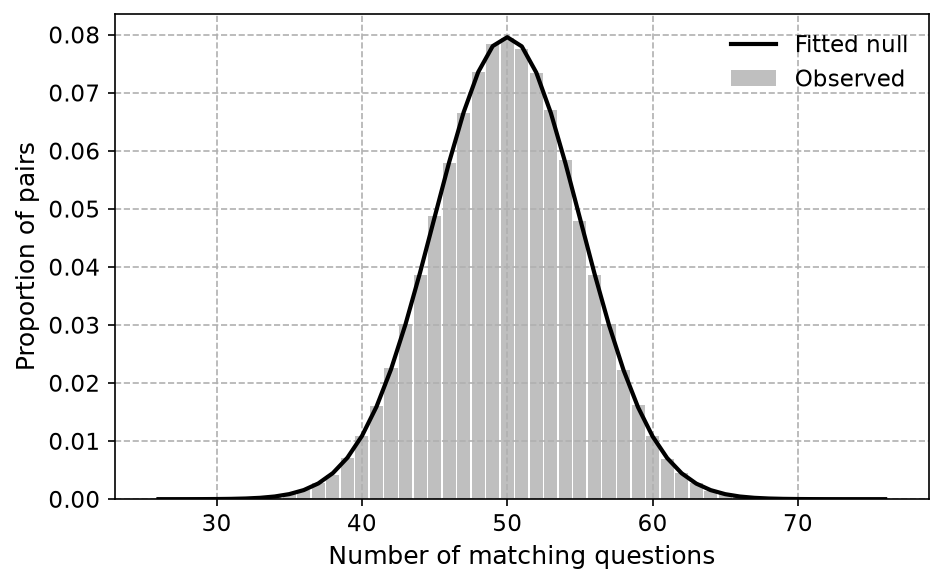 Fitted null
Observed
Proportion of pairs
0.08
0.07
0.06
0.05
0.04
0.03
0.02
0.01
0.00
30 40 50 60 70
Number of matching questions